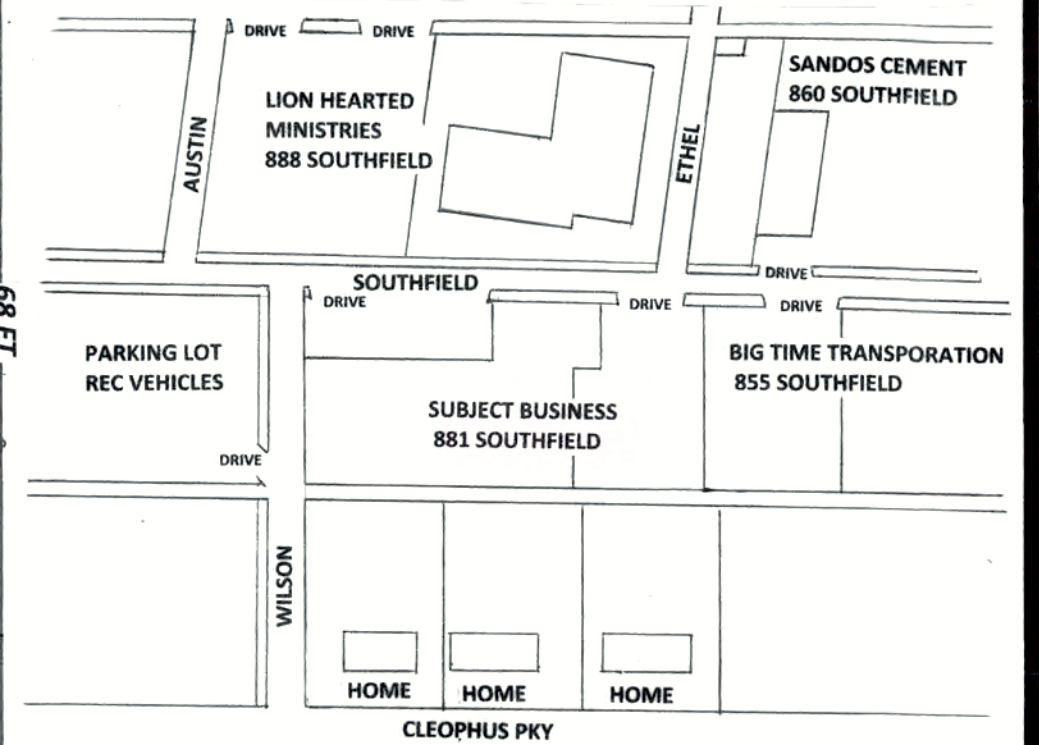 DRIVE
DRIVE
SANDOS CEMENT
860 SOUTHFIELD
LION HEARTED
MINISTRIES
888 SOUTHFIELD
AUSTIN
ETHEL
DRIVE
SOUTHFIELD
DRIVE
DRIVE
DRIVE
68 FT
PARKING LOT
REC VEHICLES
BIG TIME TRANSPORATION
855 SOUTHFIELD
SUBJECT BUSINESS
881 SOUTHFIELD
DRIVE
WILSON
HOME
HOME
HOME
CLEOPHUS PKY